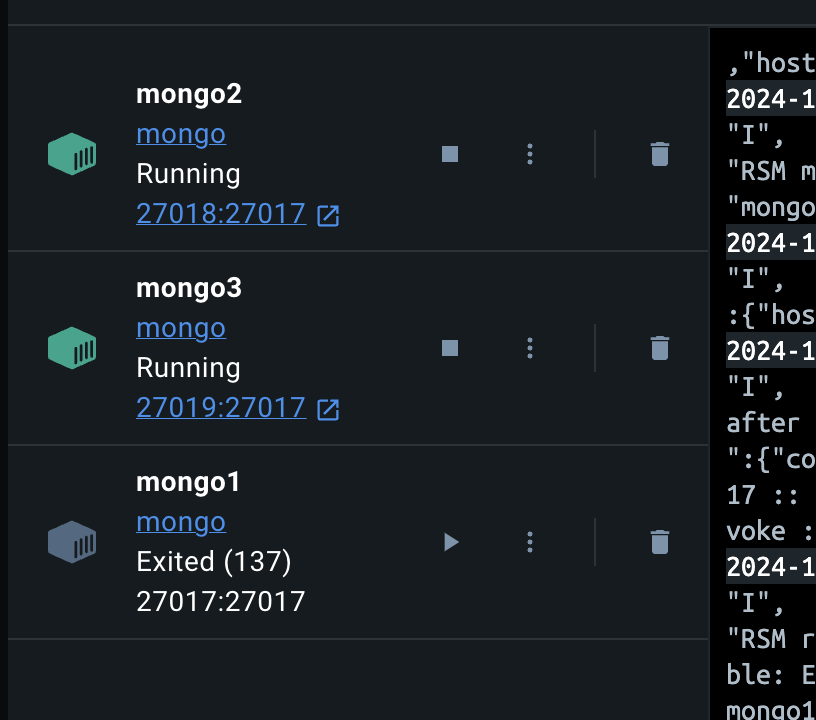 mongo2
mongo
Running
27018:27017
mongo3
mongo
Running
27019:27017
mongo1
mongo
Exited (137)
27017:27017
,"host
2024-1
"I",
"RSM m
"mongo
2024-1
"I",
:{"hos
2024-1
"I",
after
":{"co
17 ::
voke :
2024-1
"I",
"RSM r
ble: E
mongo1